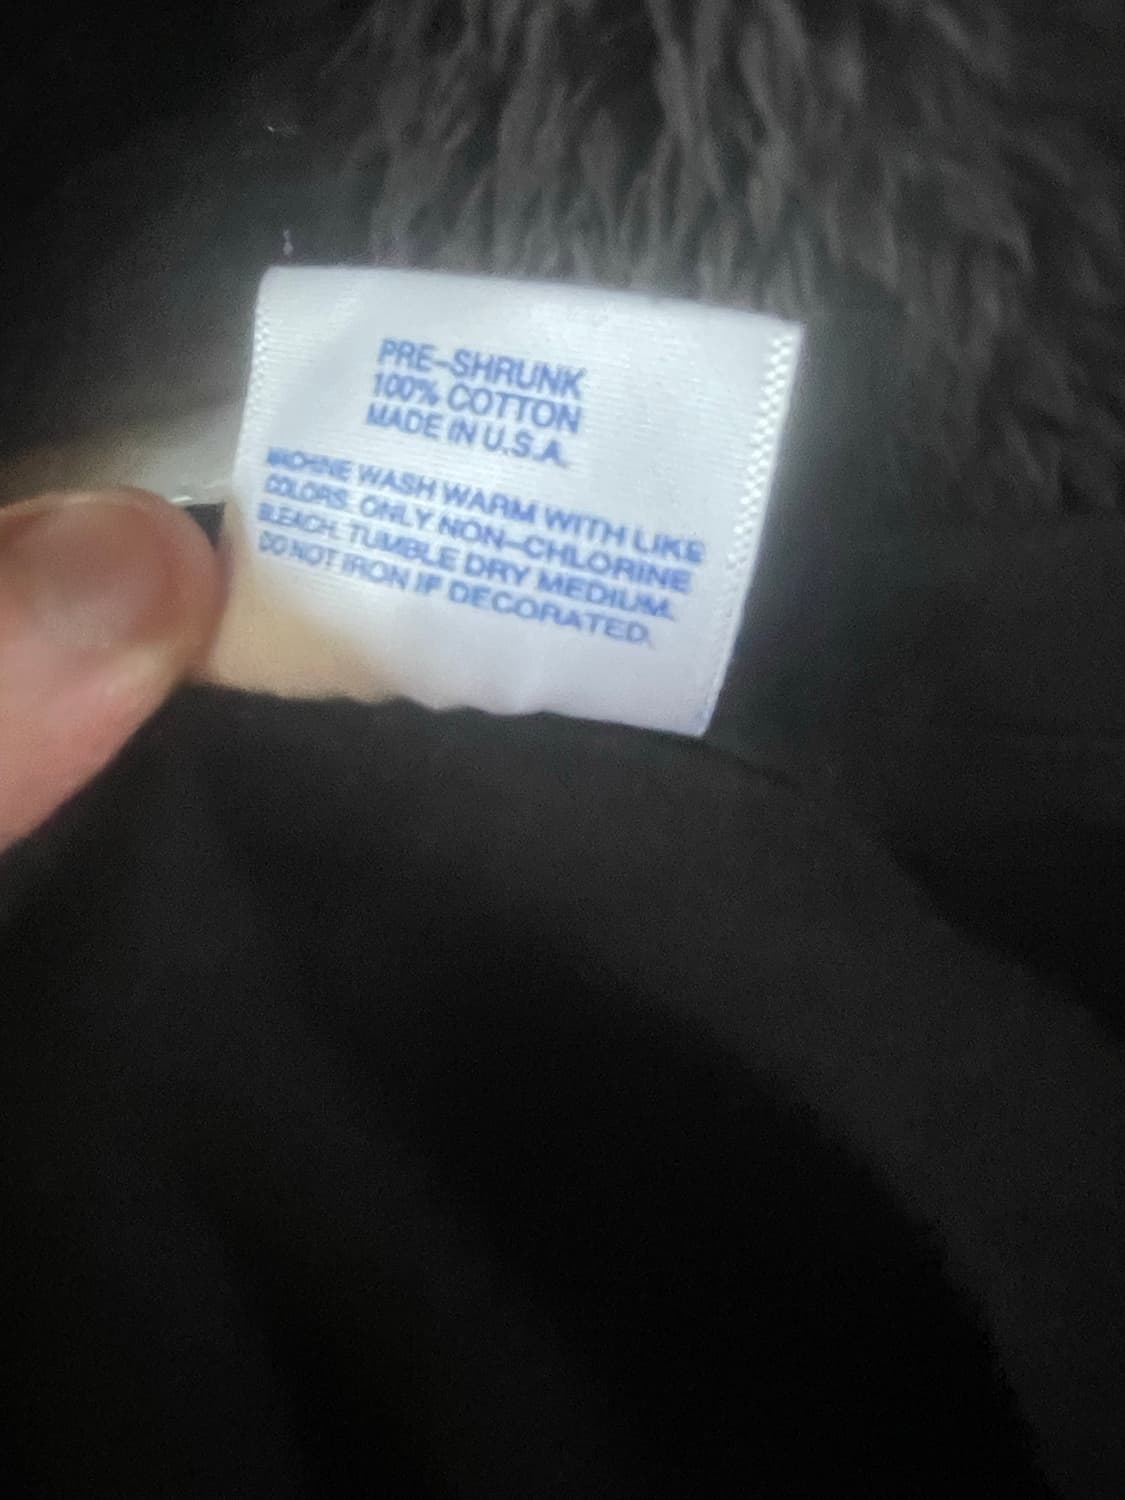 PRE-SHRUNK
100% COTTON
MADE IN U.S.A.
MACHINE WASH WARM WITH LIKE
COLORS. ONLY NON-CHLORINE
BLEACH. TUMBLE DRY MEDIUM.
DO NOT IRON IF DECORATED.